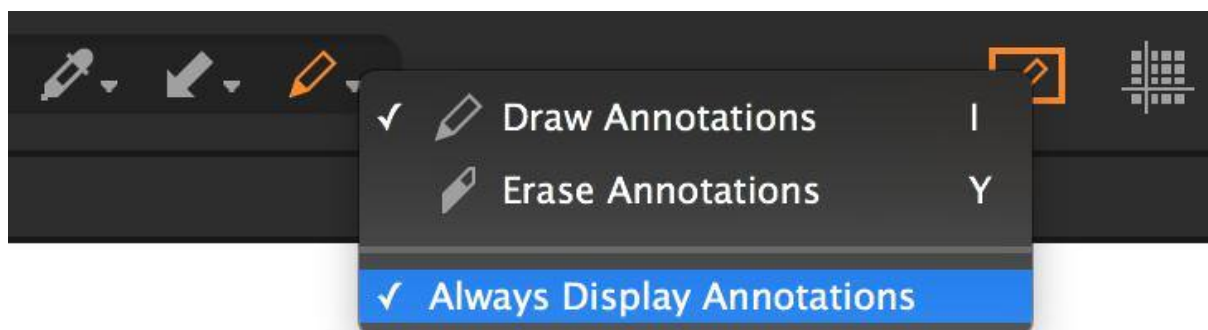 ✓ Draw Annotations I
Erase Annotations Y
✓ Always Display Annotations